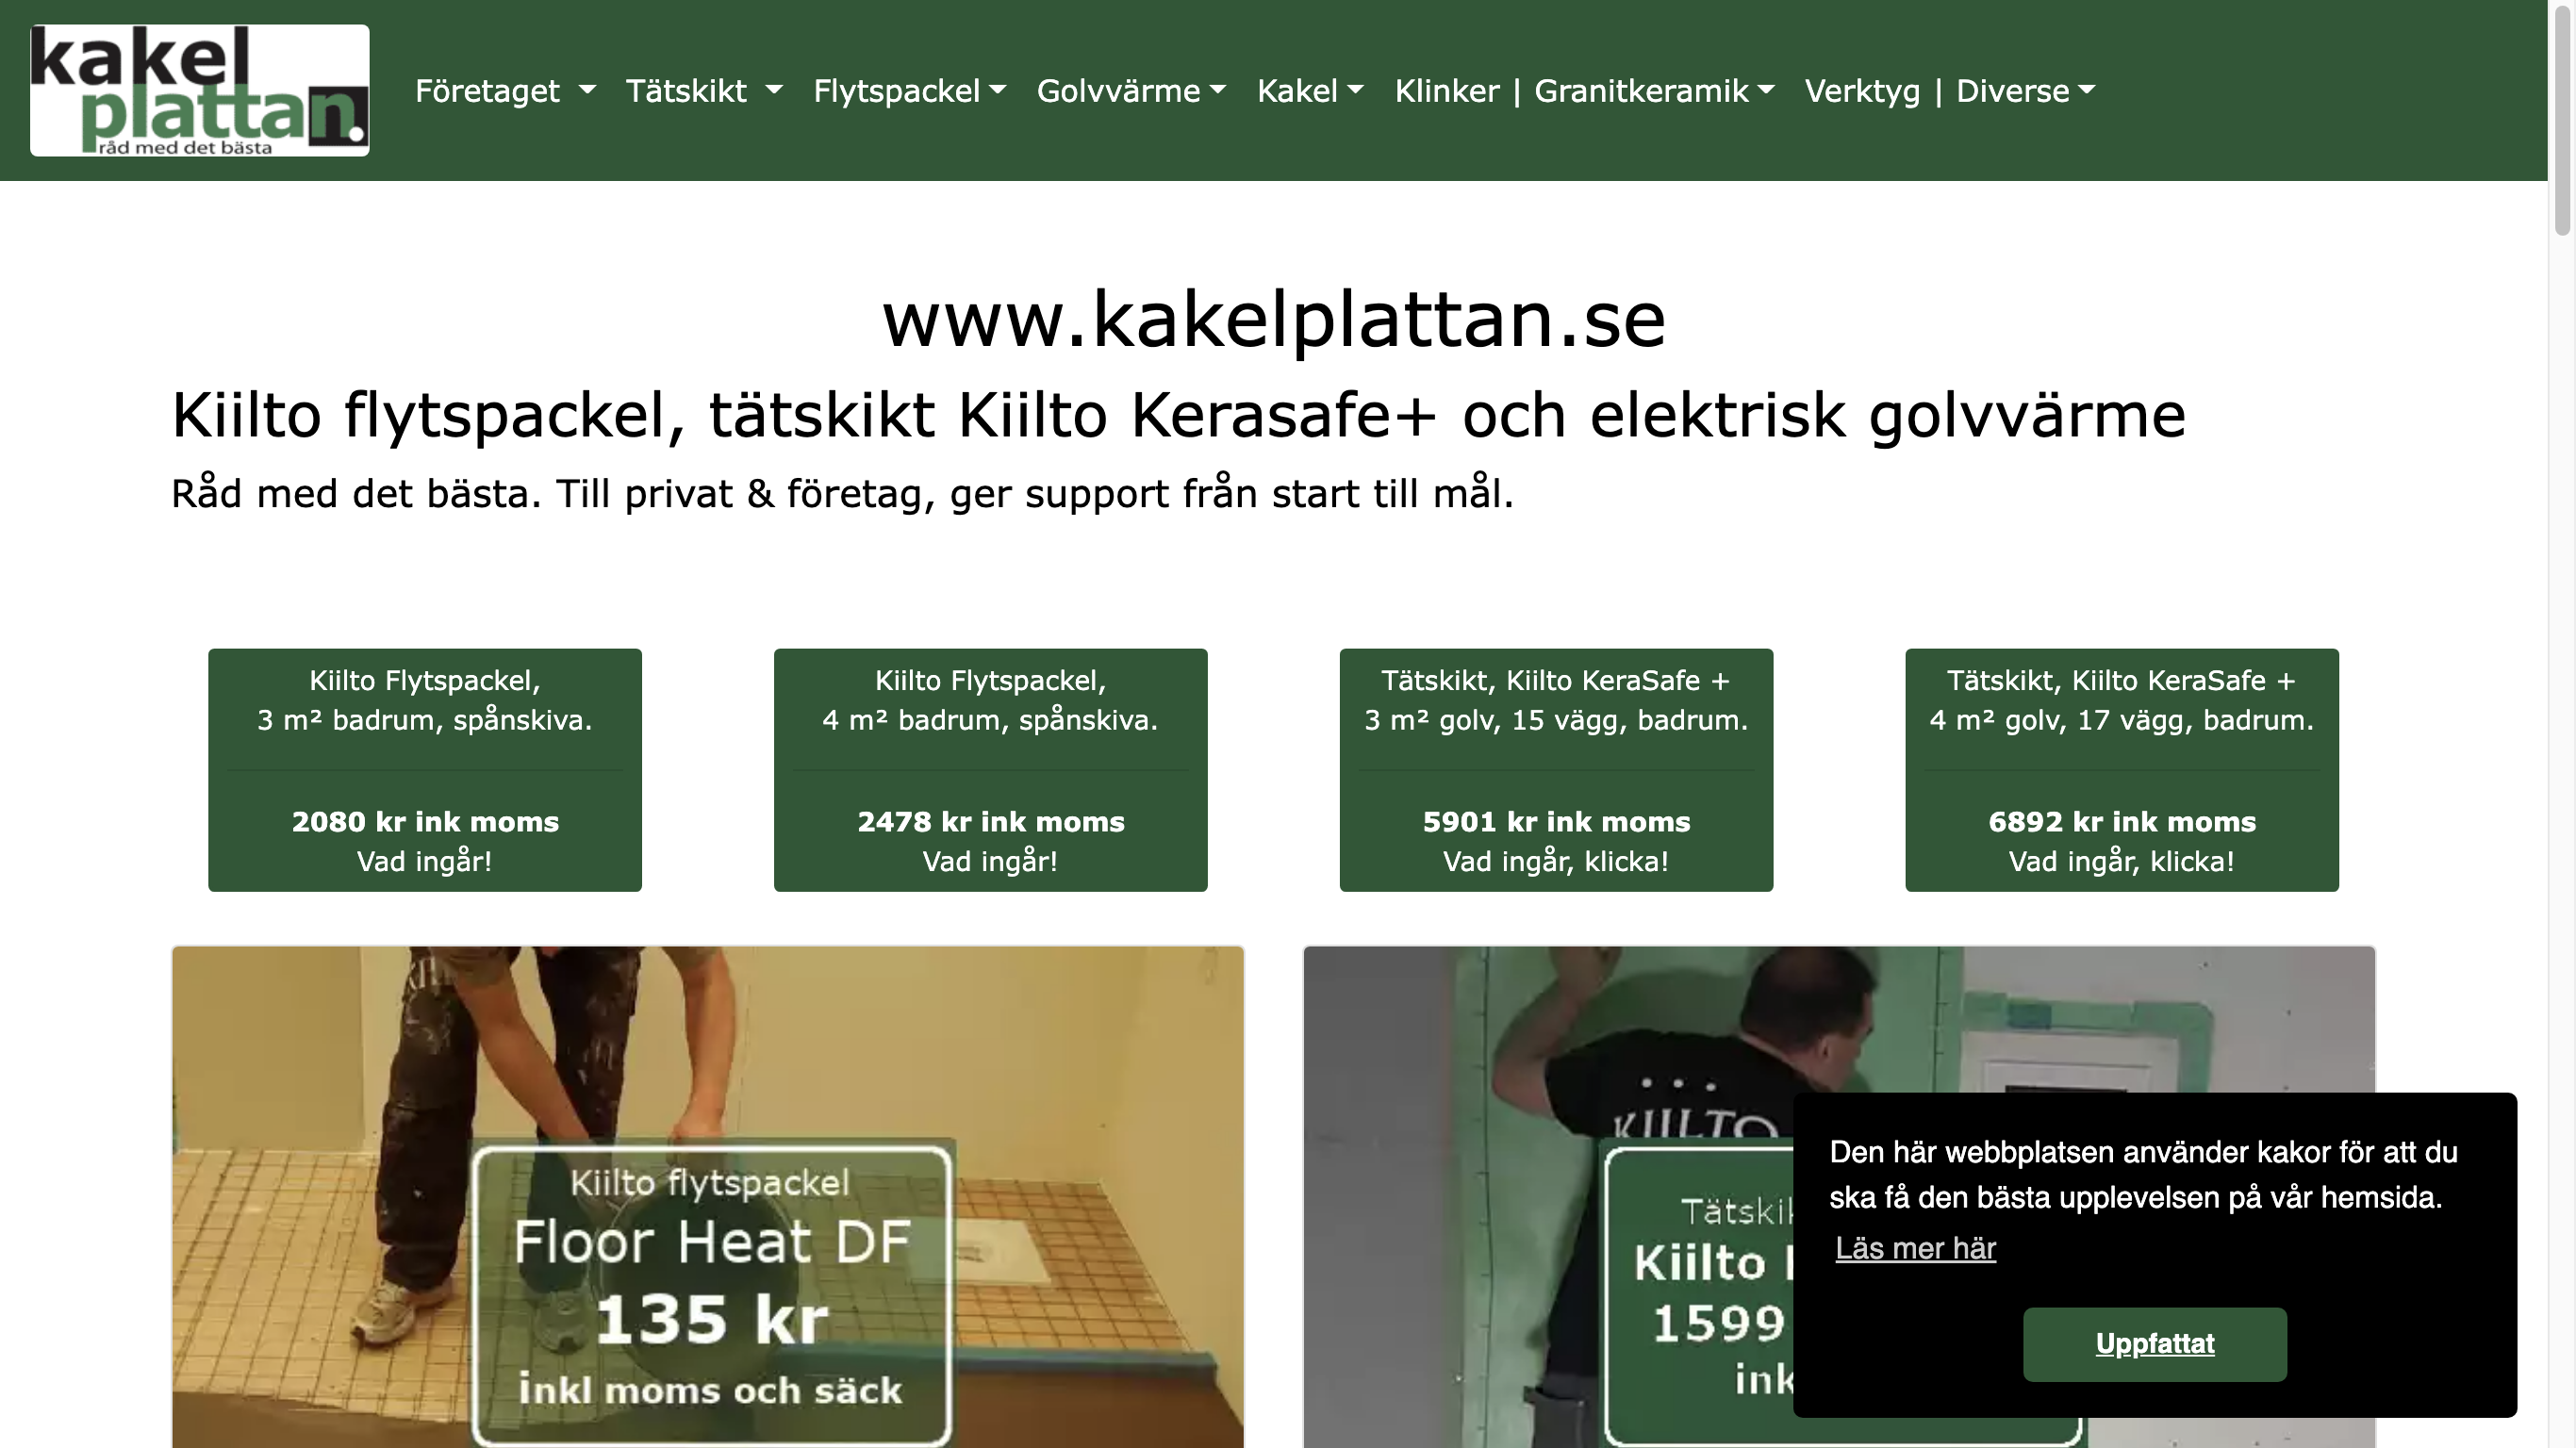 kakel
plattan.
råd med det bästa
Företaget
Tätskikt
Flytspackel
Golvvärme
Kakel
Klinker | Granitkeramik
Verktyg | Diverse
www.kakelplattan.se
Kiilto flytspackel, tätskikt Kiilto Kerasafe+ och elektrisk golvvärme
Råd med det bästa. Till privat & företag, ger support från start till mål.
Kiilto Flytspackel,
3 m² badrum, spånskiva.
2080 kr ink moms
Vad ingår!
Kiilto Flytspackel,
4 m² badrum, spånskiva.
2478 kr ink moms
Vad ingår!
Tätskikt, Kiilto KeraSafe +
3 m² golv, 15 vägg, badrum.
5901 kr ink moms
Vad ingår, klicka!
Tätskikt, Kiilto KeraSafe +
4 m² golv, 17 vägg, badrum.
6892 kr ink moms
Vad ingår, klicka!
Kiilto flytspackel
Floor Heat DF
135 kr
inkl moms och säck
KIILTO
Kiilto
1599
Den här webbplatsen använder kakor för att du
ska få den bästa upplevelsen på vår hemsida.
Läs mer här
Uppfattat